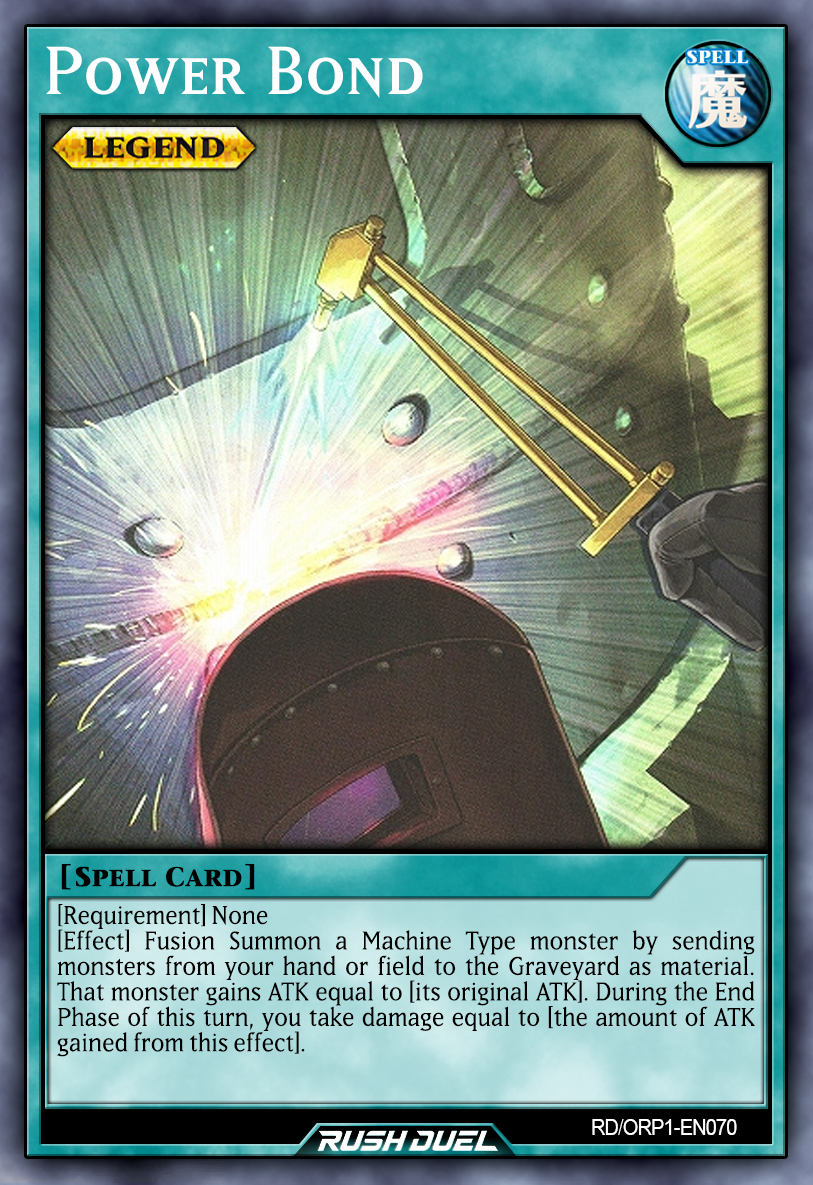 Power Bond
SPELL
魔
LEGEND
[Spell Card]
[Requirement] None
[Effect] Fusion Summon a Machine Type monster by sending
monsters from your hand or field to the Graveyard as material.
That monster gains ATK equal to [its original ATK]. During the End
Phase of this turn, you take damage equal to [the amount of ATK
gained from this effect].
RD/ORP1-EN070
RUSH DUEL